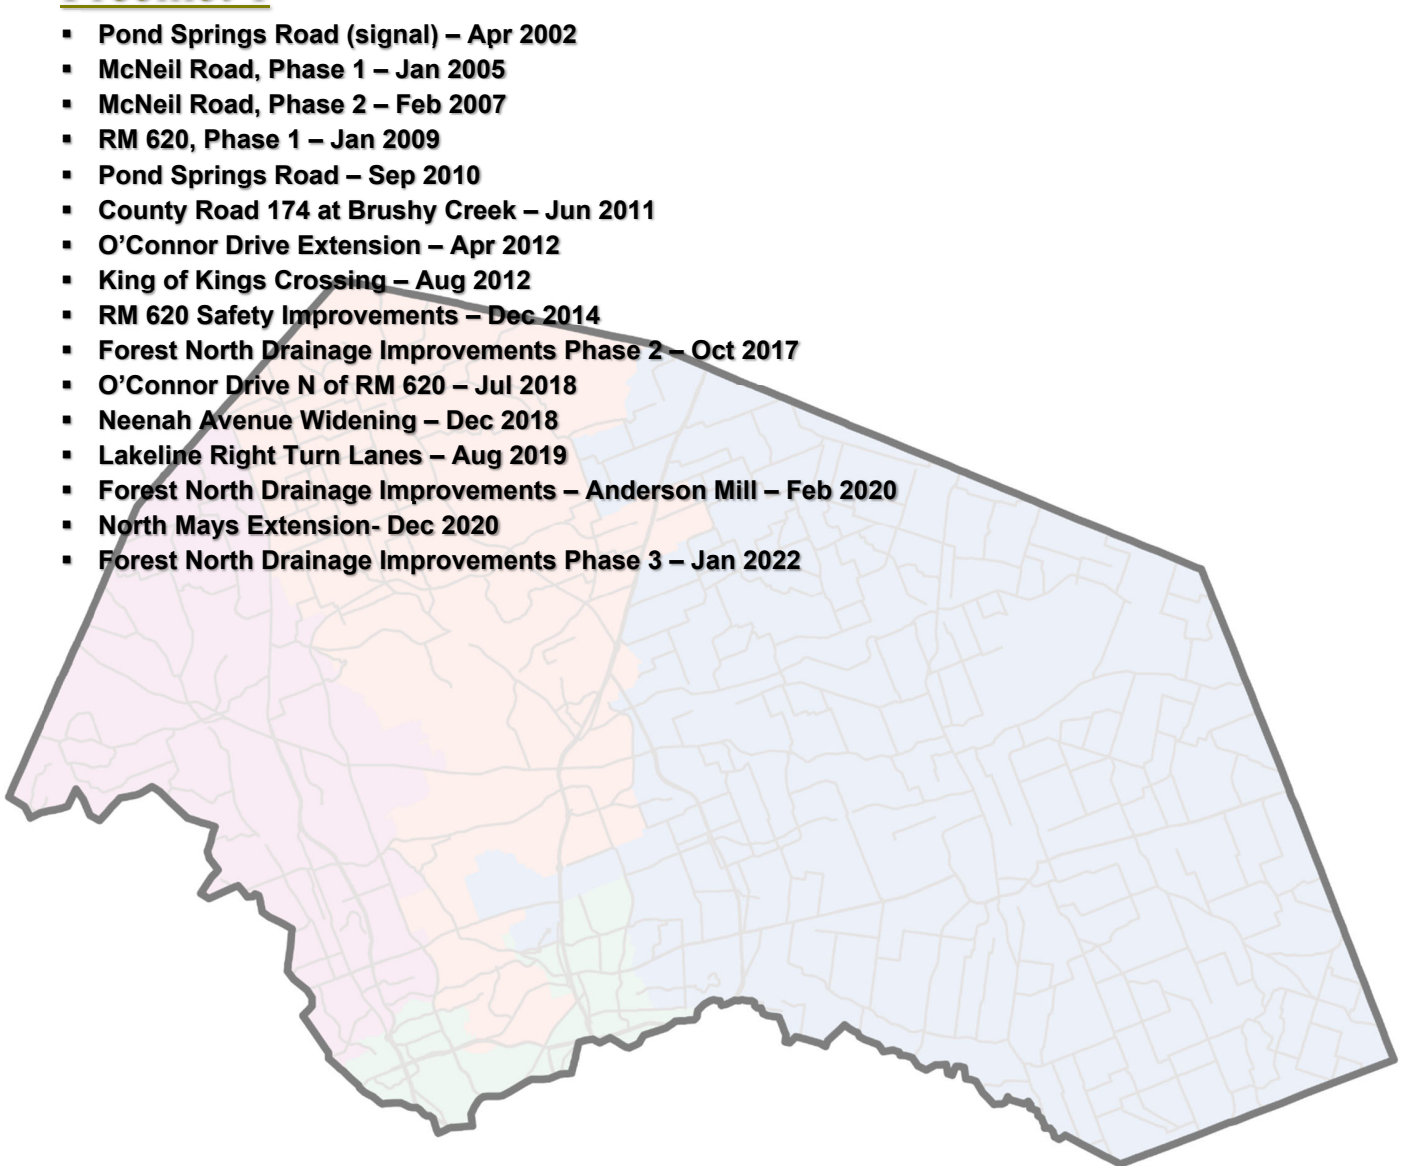 ▪ Pond Springs Road (signal) – Apr 2002
▪ McNeil Road, Phase 1 – Jan 2005
▪ McNeil Road, Phase 2 – Feb 2007
▪ RM 620, Phase 1 – Jan 2009
▪ Pond Springs Road – Sep 2010
▪ County Road 174 at Brushy Creek – Jun 2011
▪ O’Connor Drive Extension – Apr 2012
▪ King of Kings Crossing – Aug 2012
▪ RM 620 Safety Improvements – Dec 2014
▪ Forest North Drainage Improvements Phase 2 – Oct 2017
▪ O’Connor Drive N of RM 620 – Jul 2018
▪ Neenah Avenue Widening – Dec 2018
▪ Lakeline Right Turn Lanes – Aug 2019
▪ Forest North Drainage Improvements – Anderson Mill – Feb 2020
▪ North Mays Extension- Dec 2020
▪ Forest North Drainage Improvements Phase 3 – Jan 2022